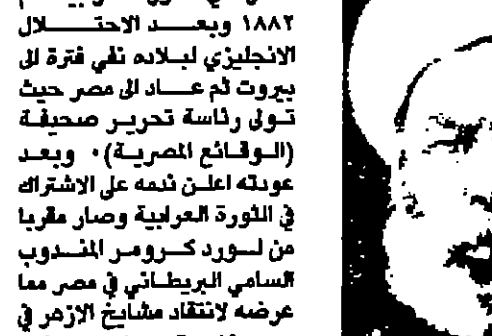 ١٨٨٢ وبعد الاحتلال
الانجليزي لبلاده نفي فترة الى
بيروت ثم عاد الى مصر حيث
تولى رئاسة تحرير صحيفة
(الوقائع المصرية)٠ وبعد
عودته اعلن ندمه على الاشتراك
في الثورة العرابية وصار مقربا
من لورد كرومر المندوب
السامي البريطاني في مصر مما
عرضه لانتقاد مشايخ الازهر في